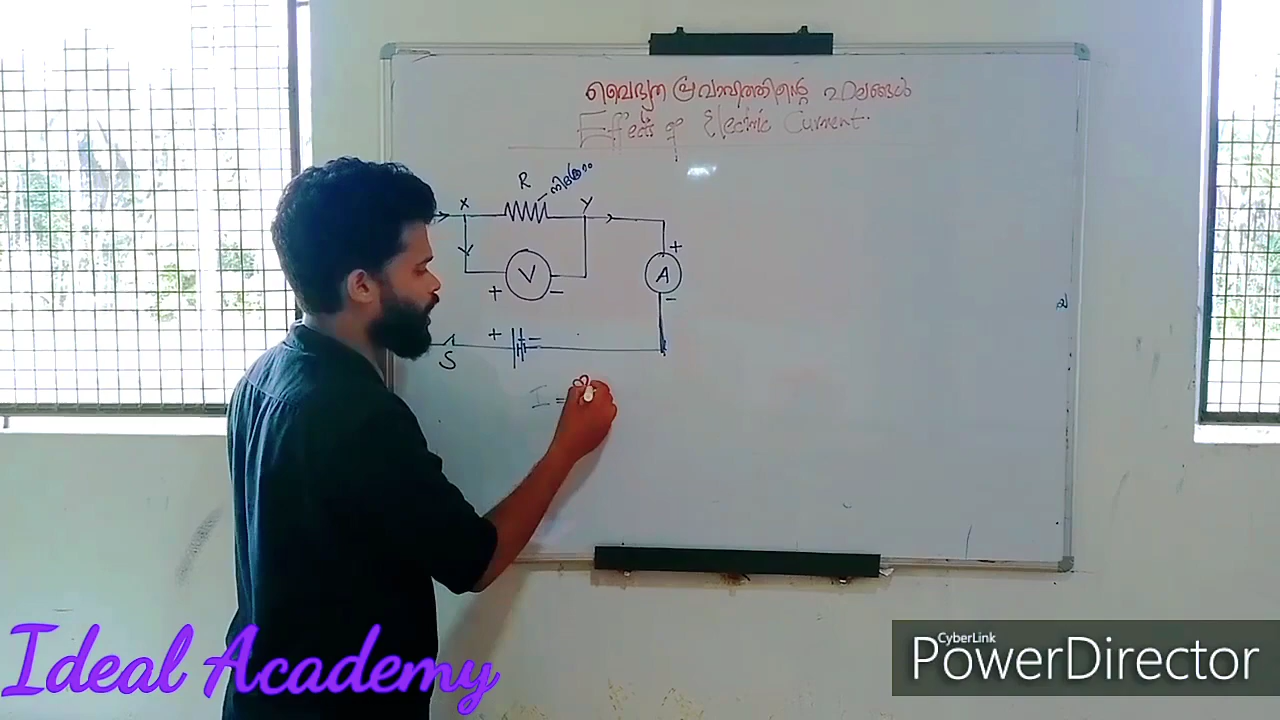 വൈദ്യുത പ്രവാഹത്തിന്റെ ഫലങ്ങൾ
Effects of Electric Current.
R
X
Y
+
V
+
−
A
−
+
S
I =
Ideal Academy
CyberLink
PowerDirector